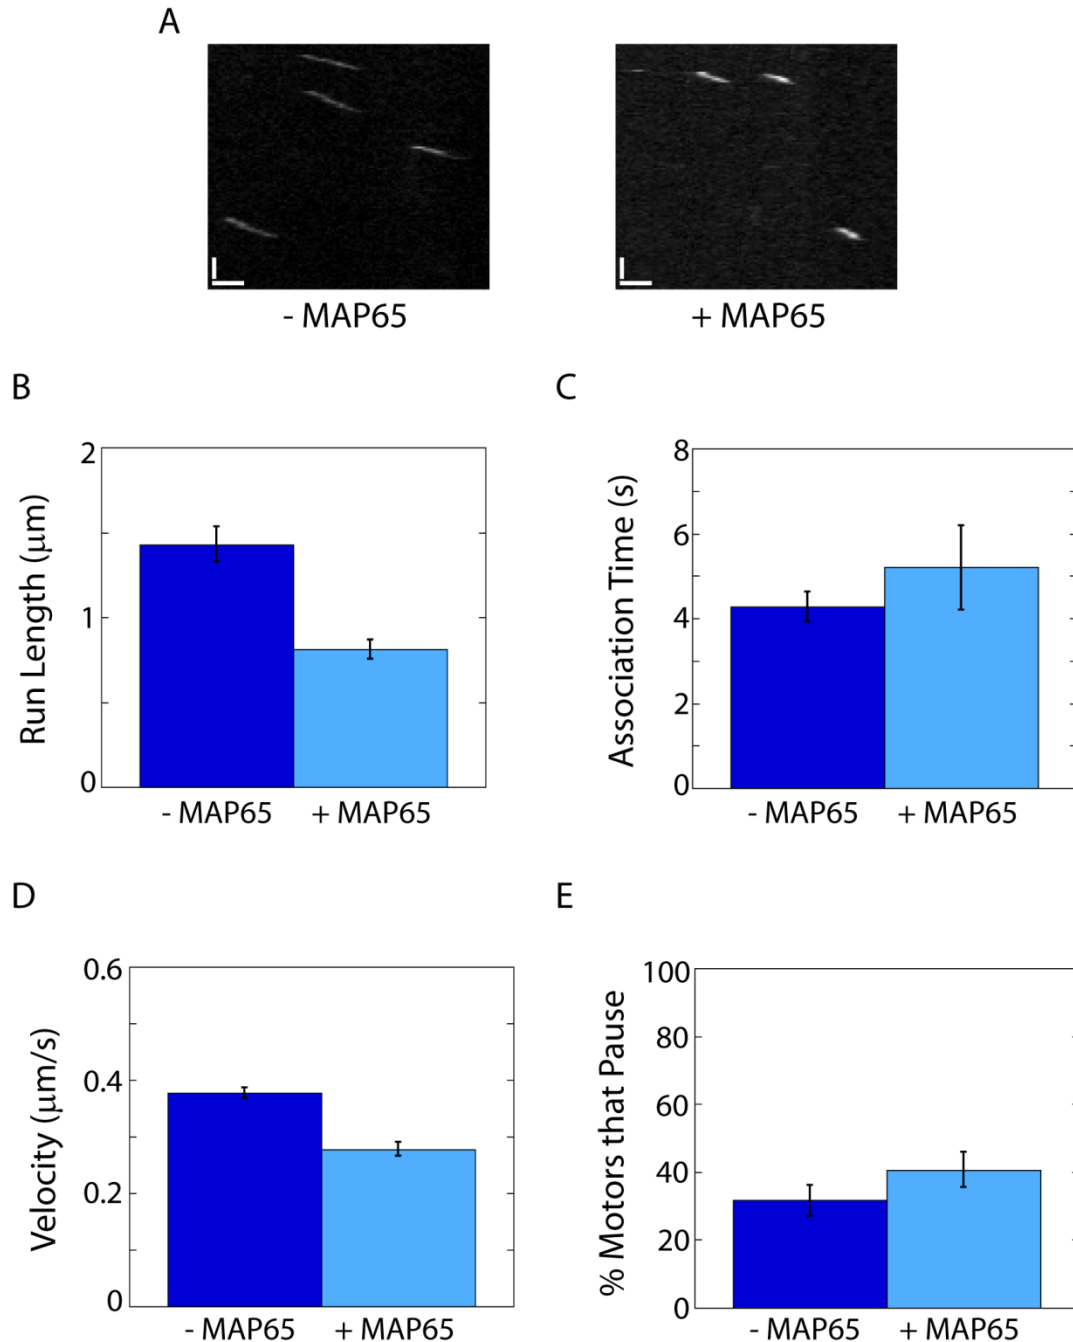 A
- MAP65
+ MAP65
B
2
1
0
Run Length (μm)
- MAP65
+ MAP65
C
8
6
4
2
0
Association Time (s)
- MAP65
+ MAP65
D
0.6
0.4
0.2
0
Velocity (μm/s)
- MAP65
+ MAP65
E
100
80
60
40
20
0
% Motors that Pause
- MAP65
+ MAP65